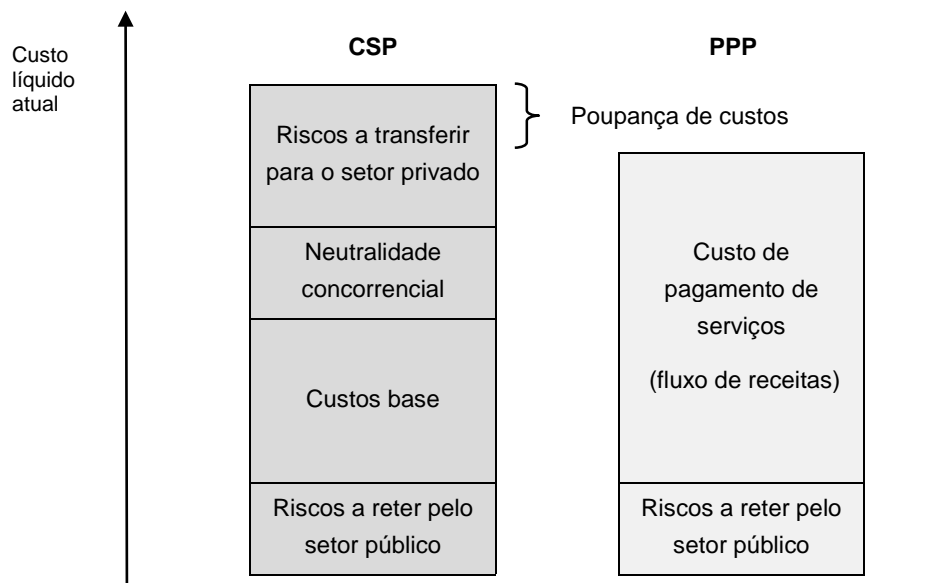 Custo
líquido
atual
CSP
PPP
Riscos a transferir
para o setor privado
Poupança de custos
Neutralidade
concorrencial
Custo de
pagamento de
serviços
(fluxo de receitas)
Custos base
Riscos a reter pelo
setor público
Riscos a reter pelo
setor público